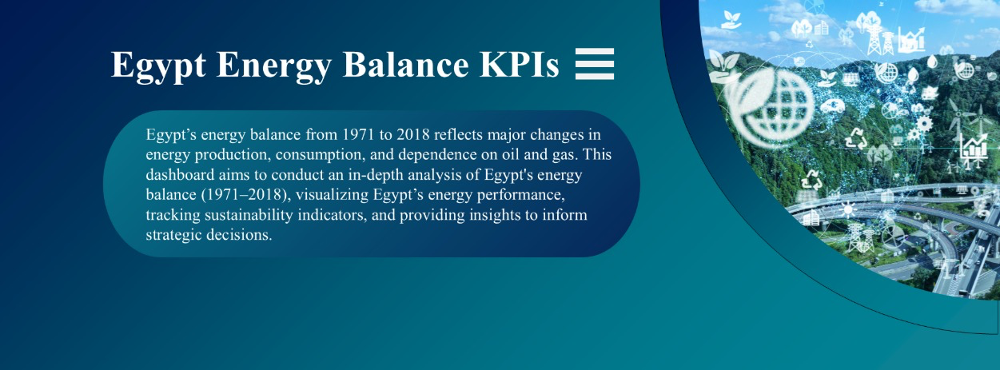 Egypt Energy Balance KPIs
Egypt’s energy balance from 1971 to 2018 reflects major changes in
energy production, consumption, and dependence on oil and gas. This
dashboard aims to conduct an in-depth analysis of Egypt's energy
balance (1971–2018), visualizing Egypt’s energy performance,
tracking sustainability indicators, and providing insights to inform
strategic decisions.